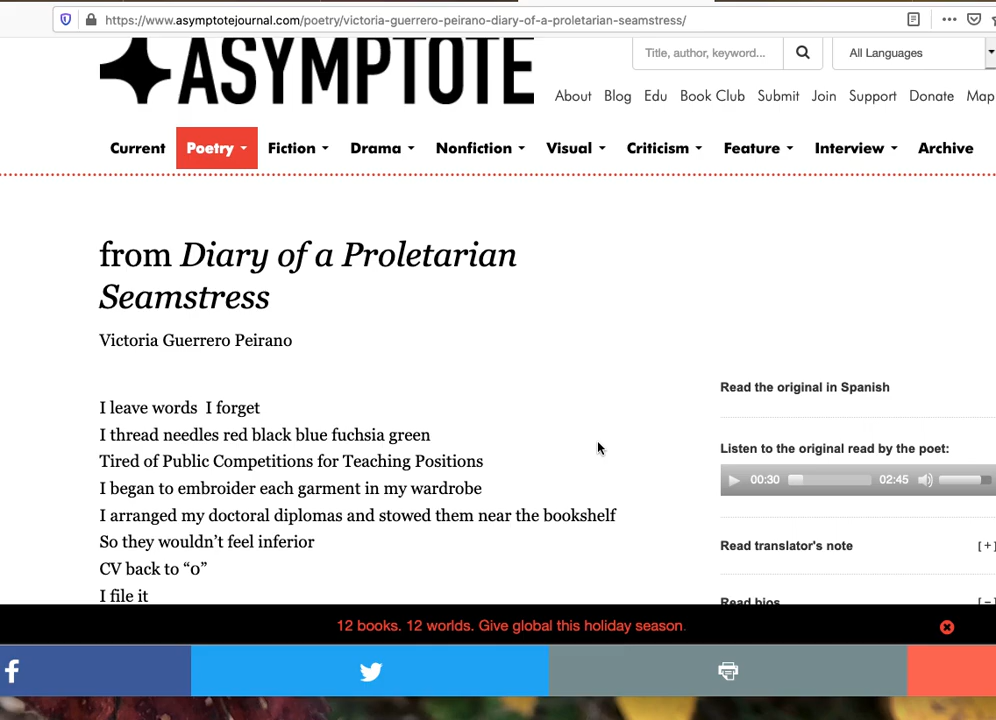 https://www.asymptotejournal.com/poetry/victoria-guerrero-peirano-diary-of-a-proletarian-seamstress/
ASYMPTOTE
Title, author, keyword...
All Languages
About Blog Edu Book Club Submit Join Support Donate Map
Current Poetry Fiction Drama Nonfiction Visual Criticism Feature Interview Archive
from Diary of a Proletarian
Seamstress
Victoria Guerrero Peirano
I leave words  I forget
I thread needles red black blue fuchsia green
Tired of Public Competitions for Teaching Positions
I began to embroider each garment in my wardrobe
I arranged my doctoral diplomas and stowed them near the bookshelf
So they wouldn’t feel inferior
CV back to “0”
I file it
Read the original in Spanish
Listen to the original read by the poet:
00:30 02:45
Read translator's note [+]
Read bios [–]
12 books. 12 worlds. Give global this holiday season.